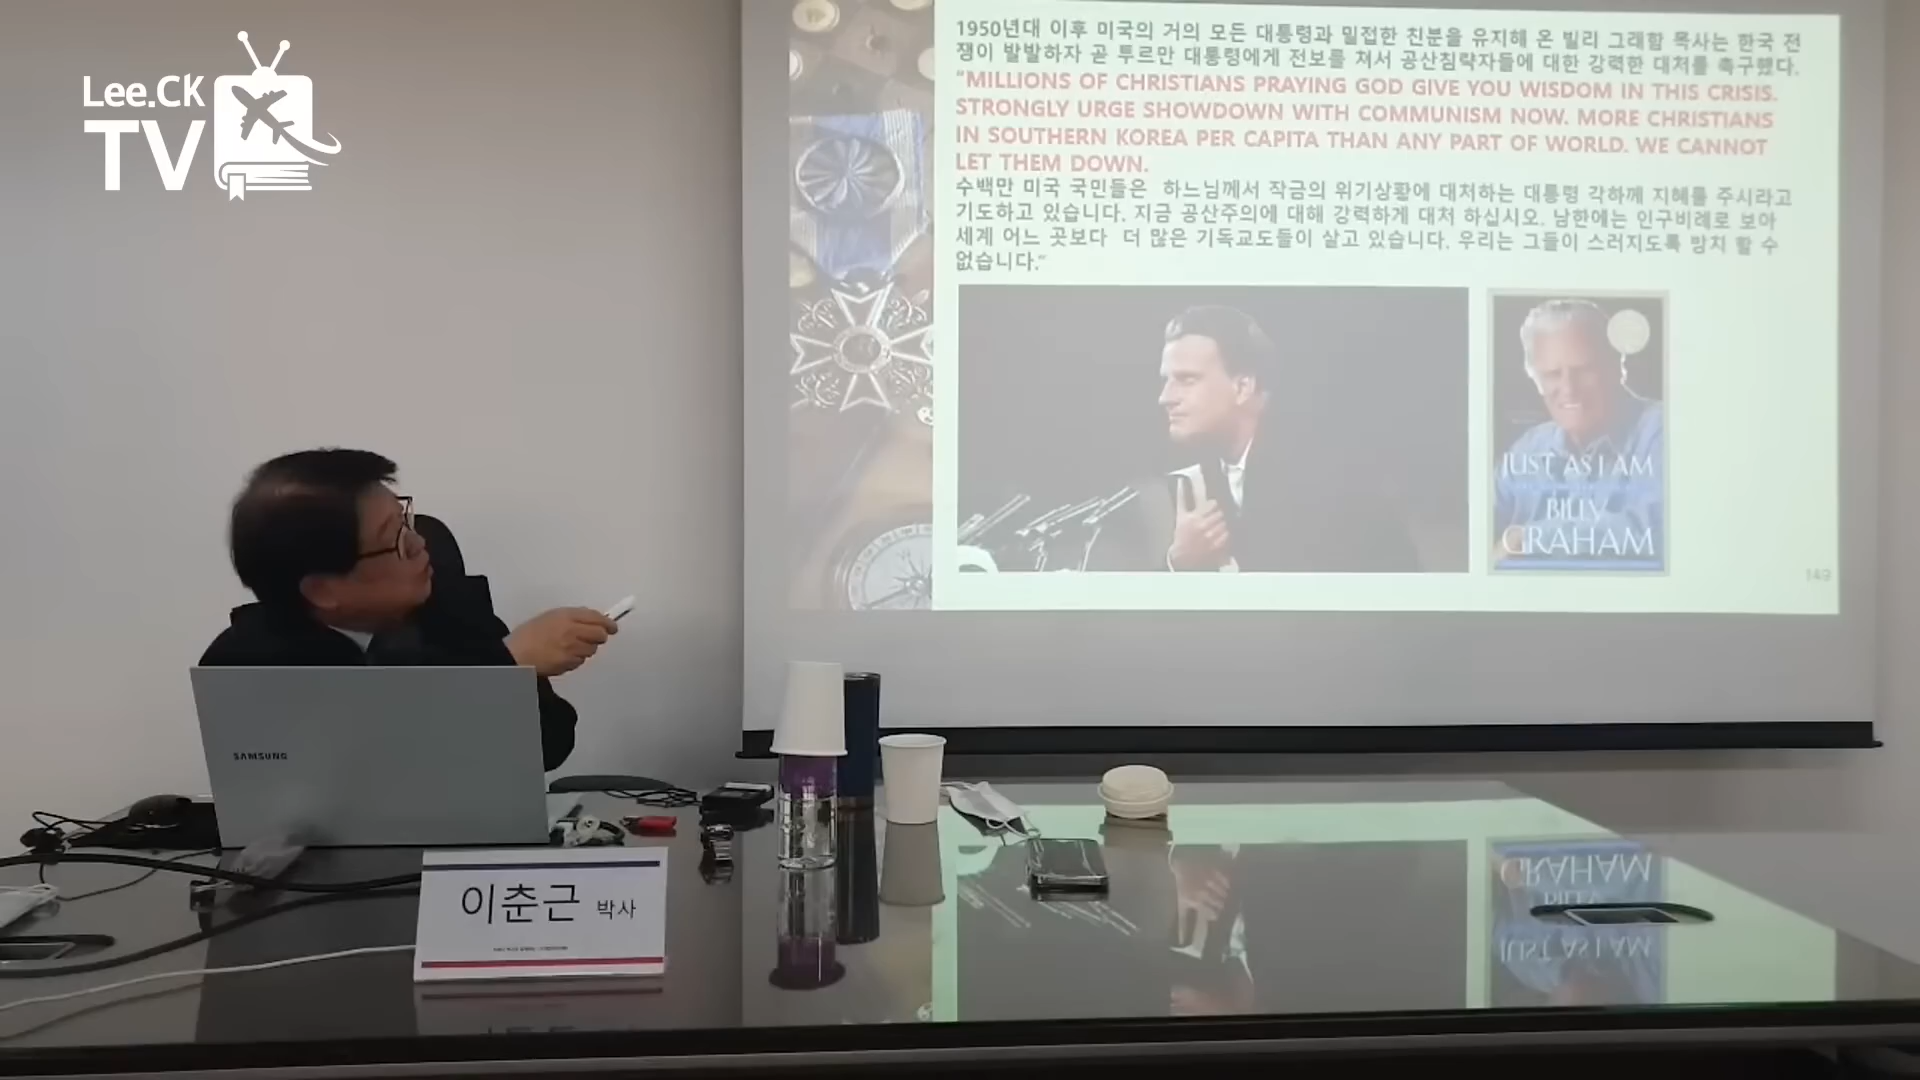 Lee.CK
TV
1950년대 이후 미국의 거의 모든 대통령과 밀접한 친분을 유지해 온 빌리 그래함 목사는 한국 전
쟁이 발발하자 곧 투르만 대통령에게 전보를 쳐서 공산침략자들에 대한 강력한 대처를 촉구했다.
"MILLIONS OF CHRISTIANS PRAYING GOD GIVE YOU WISDOM IN THIS CRISIS.
STRONGLY URGE SHOWDOWN WITH COMMUNISM NOW. MORE CHRISTIANS
IN SOUTHERN KOREA PER CAPITA THAN ANY PART OF WORLD. WE CANNOT
LET THEM DOWN.
수백만 미국 국민들은 하느님께서 작금의 위기상황에 대처하는 대통령 각하께 지혜를 주시라고
기도하고 있습니다. 지금 공산주의에 대해 강력하게 대처 하십시오. 남한에는 인구비례로 보아
세계 어느 곳보다 더 많은 기독교도들이 살고 있습니다. 우리는 그들이 스러지도록 방치 할 수
없습니다."
JUST AS I AM
BILLY
GRAHAM
149
SAMSUNG
이춘근 박사